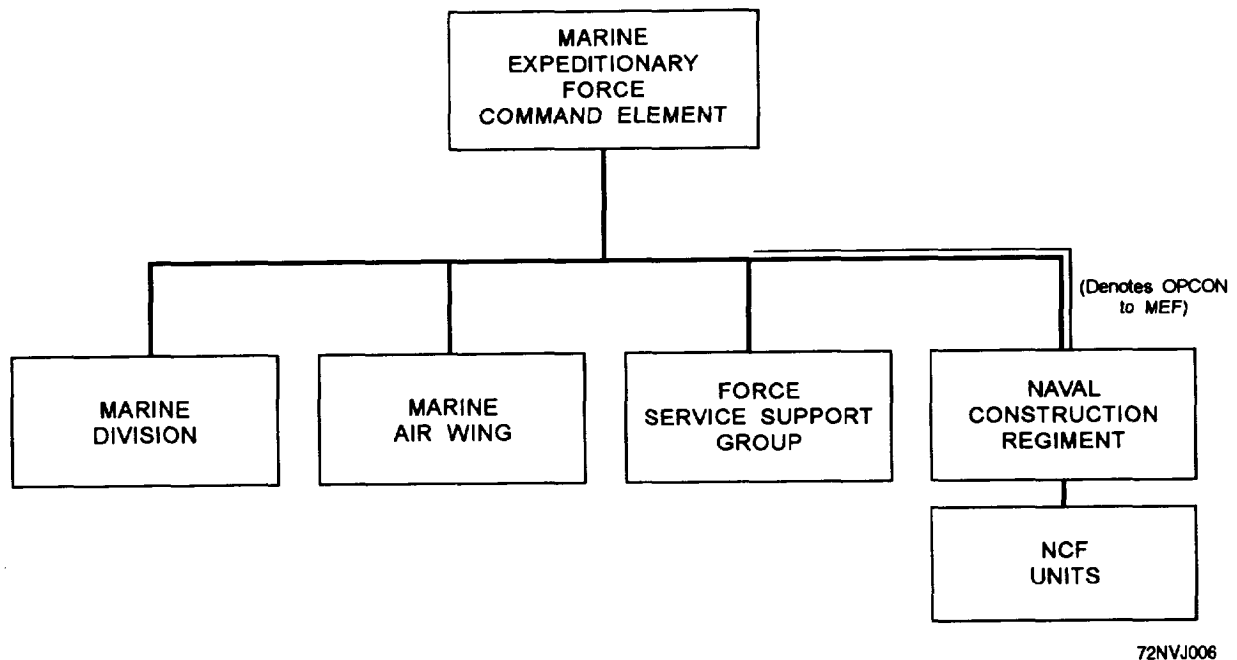 MARINE
EXPEDITIONARY
FORCE
COMMAND ELEMENT
(Denotes OPCON
to MEF)
MARINE
DIVISION
MARINE
AIR WING
FORCE
SERVICE SUPPORT
GROUP
NAVAL
CONSTRUCTION
REGIMENT
NCF
UNITS
72NVJ006